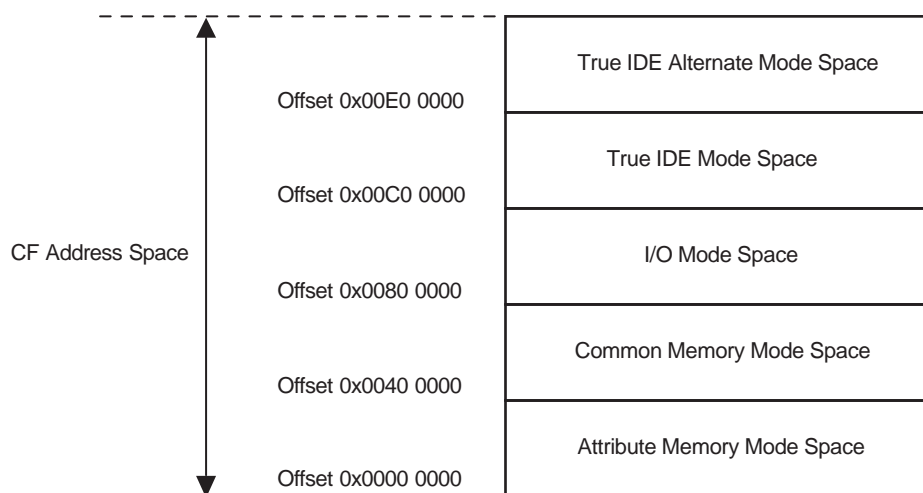 True IDE Alternate Mode Space
Offset 0x00E0 0000
True IDE Mode Space
Offset 0x00C0 0000
CF Address Space
I/O Mode Space
Offset 0x0080 0000
Common Memory Mode Space
Offset 0x0040 0000
Attribute Memory Mode Space
Offset 0x0000 0000